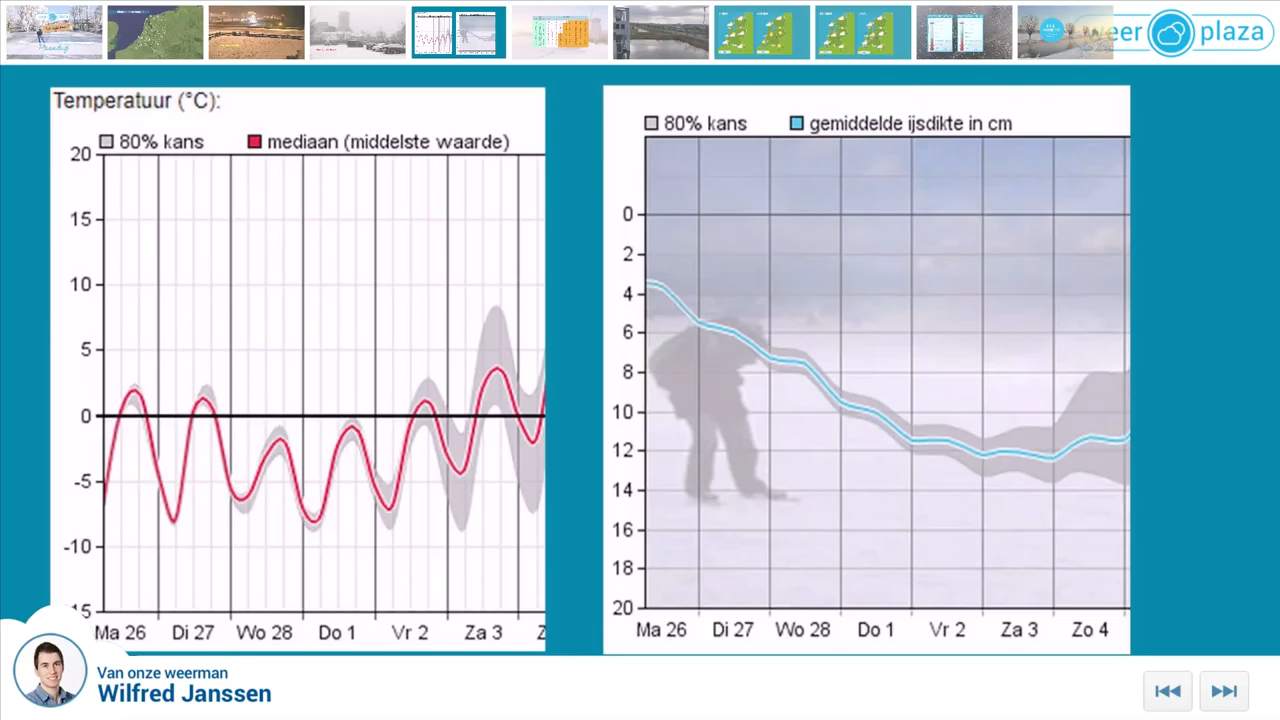 weer plaza
Temperatuur (°C):
80% kans
mediaan (middelste waarde)
20
15
10
5
0
-5
-10
15
Ma 26
Di 27
Wo 28
Do 1
Vr 2
Za 3
80% kans
gemiddelde ijsdikte in cm
0
2
4
6
8
10
12
14
16
18
20
Ma 26
Di 27
Wo 28
Do 1
Vr 2
Za 3
Zo 4
Van onze weerman
Wilfred Janssen